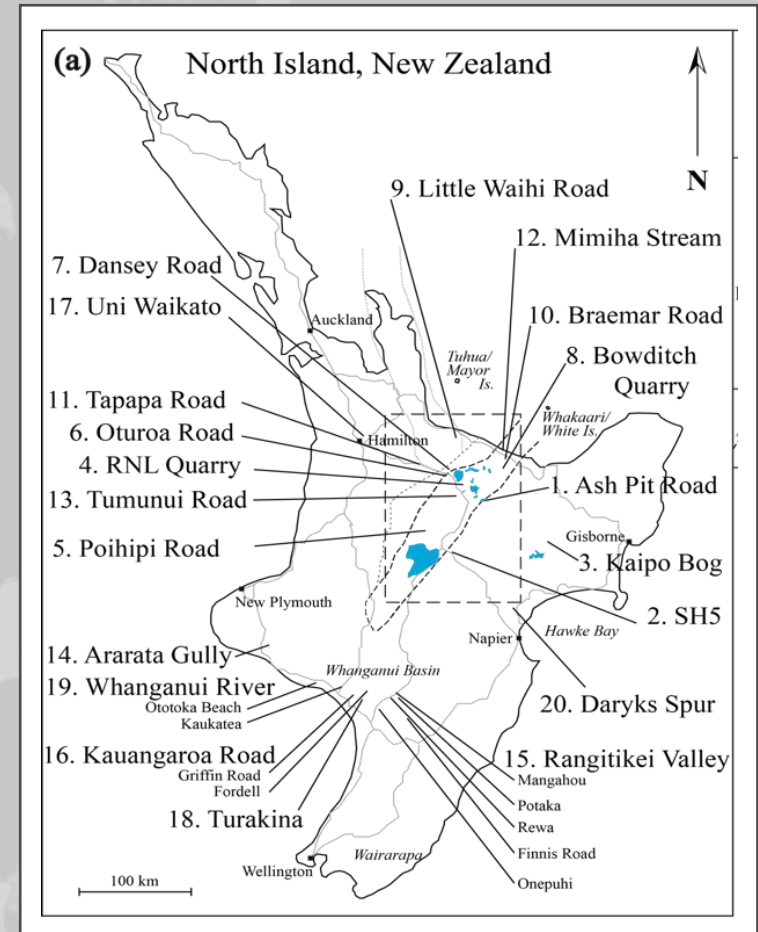 (a)
North Island, New Zealand
N
9. Little Waihi Road
12. Mimiha Stream
7. Dansey Road
17. Uni Waikato
Auckland
10. Braemar Road
Tuhua/
Mayor
Is.
8. Bowditch
Quarry
11. Tapapa Road
Whakaari/
White Is.
6. Oturoa Road
Hamilton
4. RNL Quarry
13. Tumunui Road
1. Ash Pit Road
5. Poihipi Road
Gisborne
3. Kaipo Bog
New Plymouth
2. SH5
Napier
Hawke Bay
14. Ararata Gully
Whanganui Basin
19. Whanganui River
Ototoka Beach
Kaukatea
20. Daryks Spur
16. Kauangaroa Road
Griffin Road
Fordell
15. Rangitikei Valley
Mangahou
Potaka
18. Turakina
Rewa
Finnis Road
Wairarapa
Wellington
Onepuhi
100 km